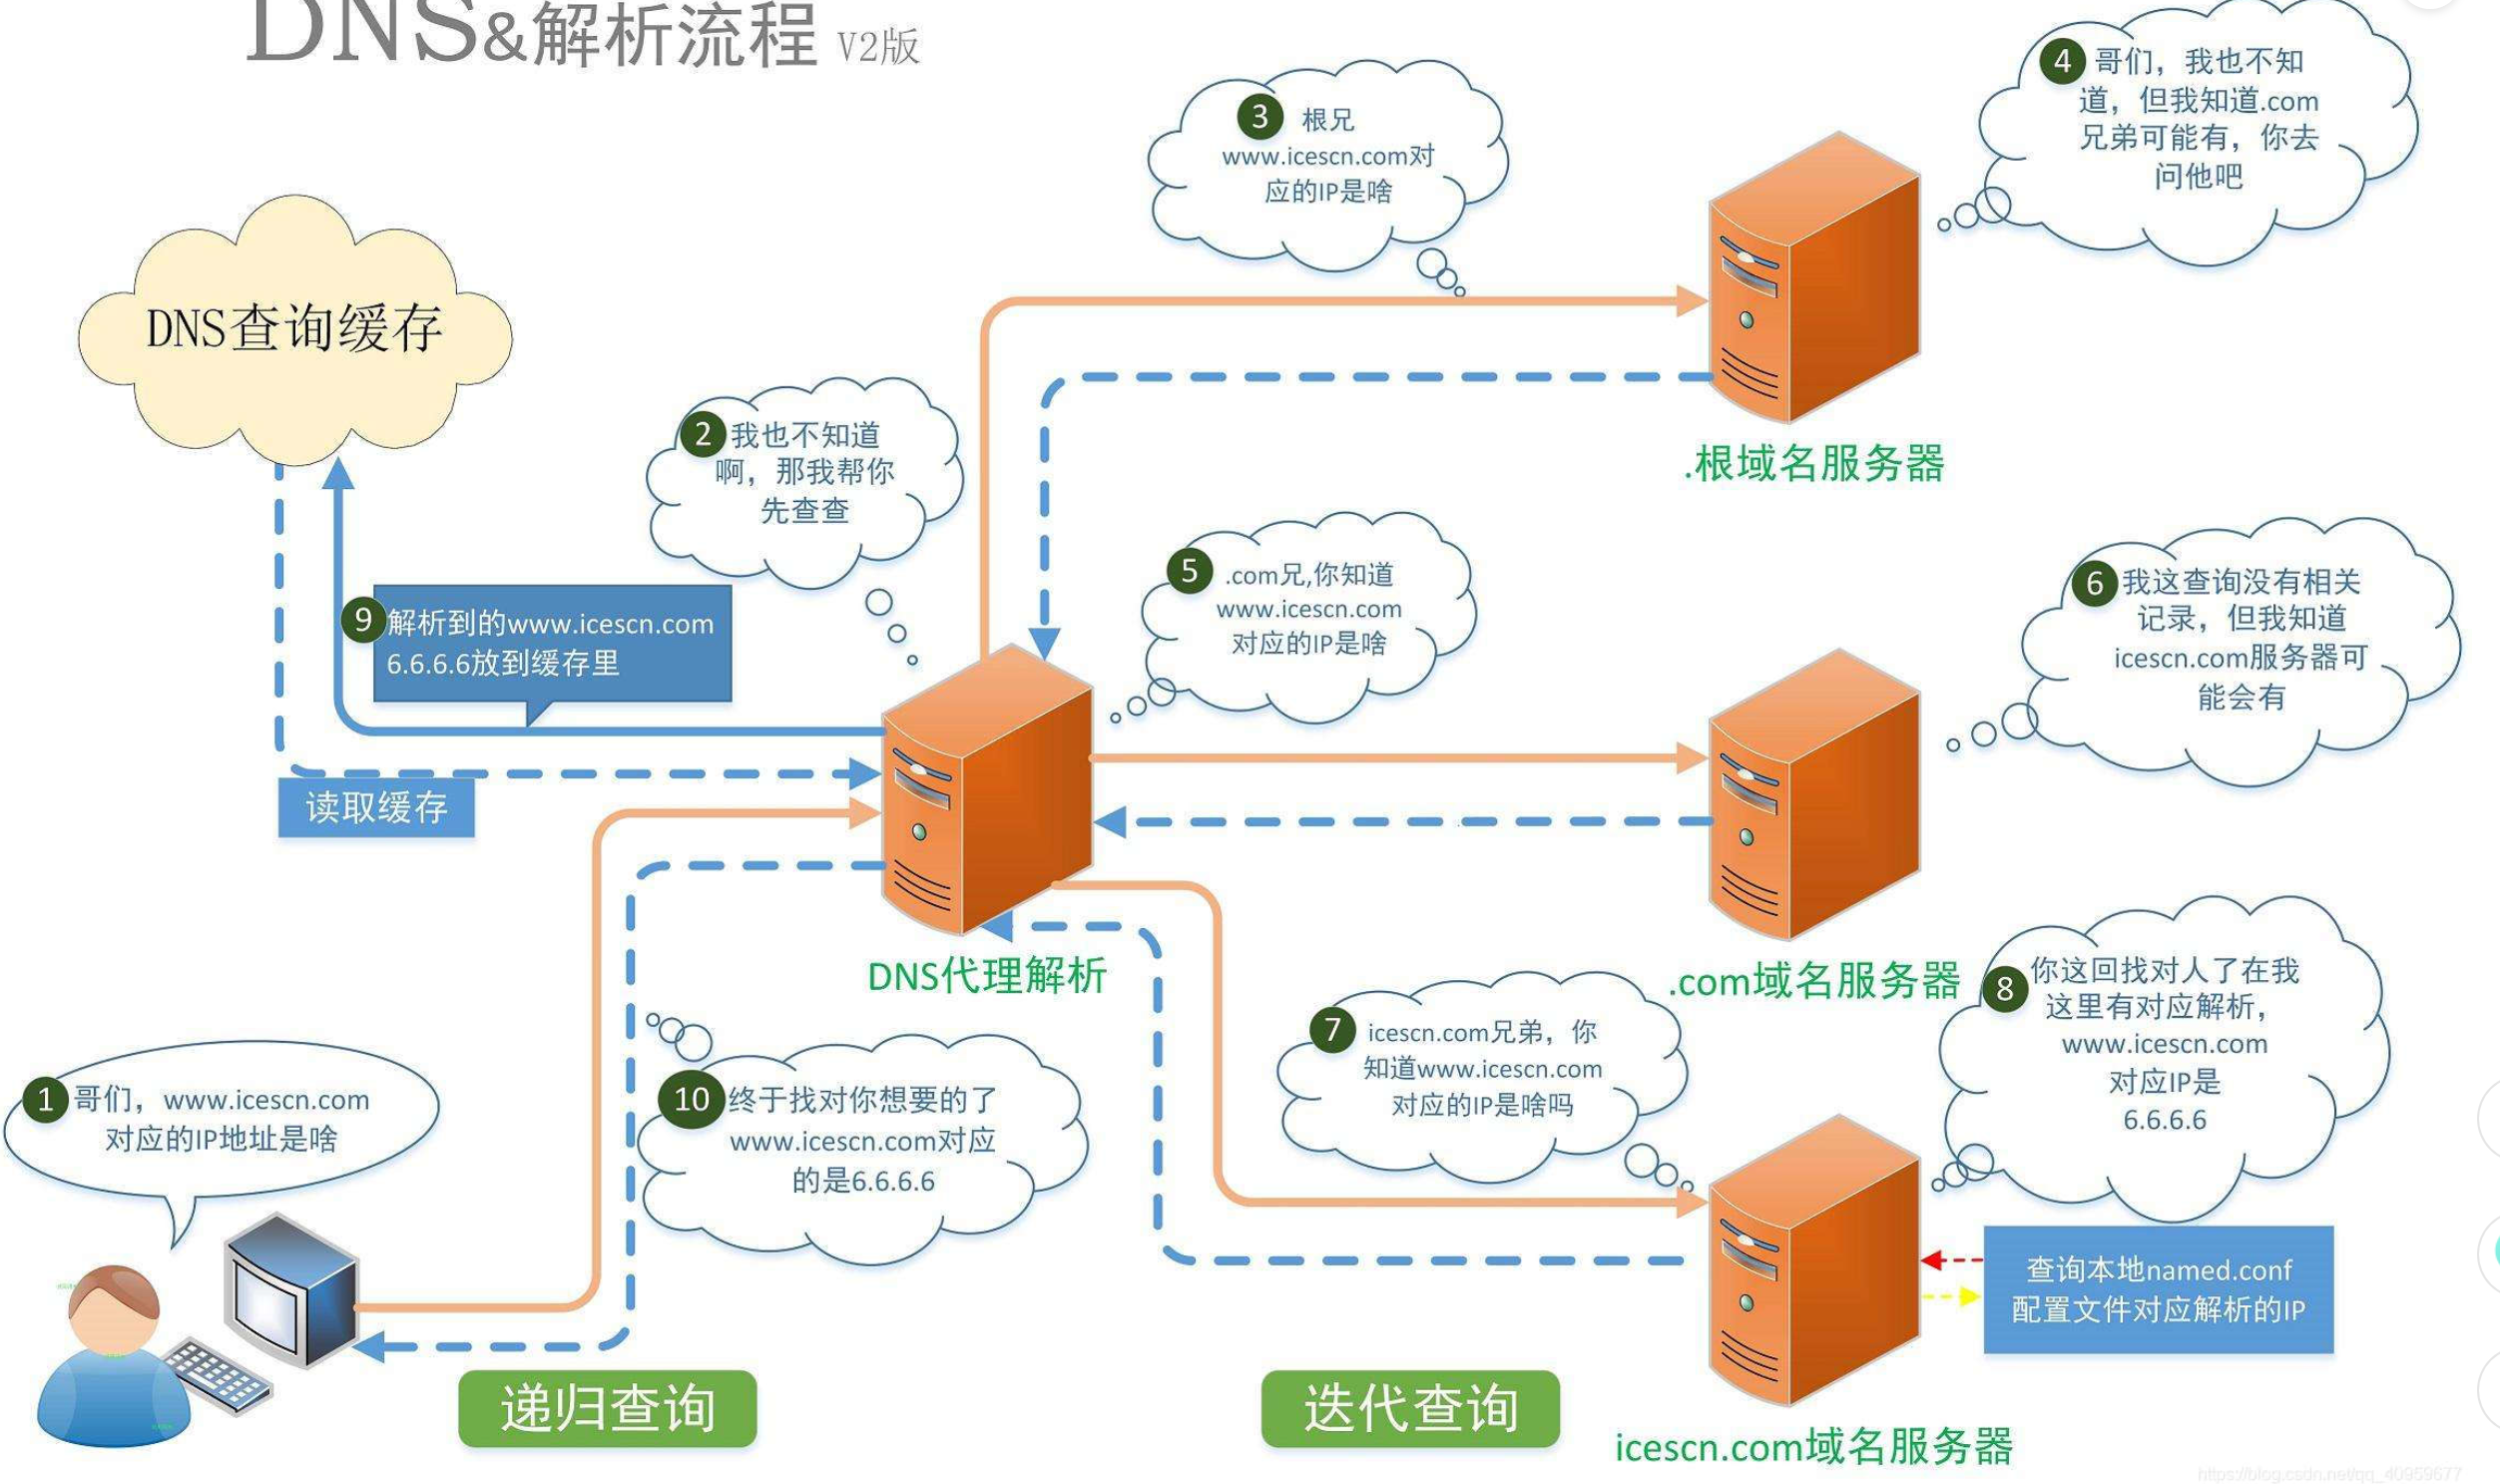 DNS&解析流程 V2版
3 根兄
www.icescn.com对
应的IP是啥
4 哥们，我也不知
道，但我知道.com
兄弟可能有，你去
问他吧
DNS查询缓存
2 我也不知道
啊，那我帮你
先查查
.根域名服务器
5 .com兄,你知道
www.icescn.com
对应的IP是啥
6 我这查询没有相关
记录，但我知道
icescn.com服务器可
能会有
9 解析到的www.icescn.com
6.6.6.6放到缓存里
读取缓存
DNS代理解析
.com域名服务器
7 icescn.com兄弟，你
知道www.icescn.com
对应的IP是啥吗
8 你这回找对人了在我
这里有对应解析，
www.icescn.com
对应IP是
6.6.6.6
1 哥们，www.icescn.com
对应的IP地址是啥
10 终于找对你想要的了
www.icescn.com对应
的是6.6.6.6
查询本地named.conf
配置文件对应解析的IP
递归查询
迭代查询
icescn.com域名服务器
https://blog.csdn.net/qq_40959677